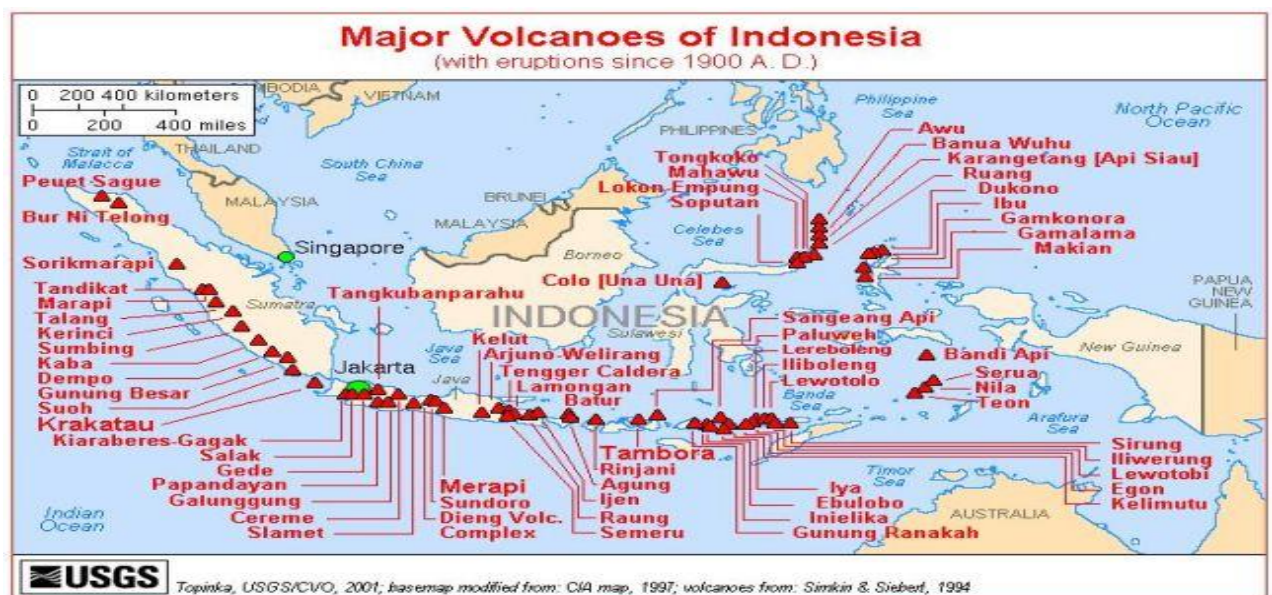 Major Volcanoes of Indonesia
(with eruptions since 1900 A. D.)
0 200 400 kilometers
0 200 400 miles
CAMBODIA
VIETNAM
THAILAND
Strait of
Malacca
South China
Sea
PHILIPPINES
Philippine
Sea
North Pacific
Ocean
Peuet Sague
Bur Ni Telong
MALAYSIA
Singapore
BRUNEI
MALAYSIA
Celebes
Sea
Borneo
Tongkoko
Mahawu
Lokon Empung
Soputan
Awu
Banua Wuhu
Karangetang [Api Siau]
Ruang
Dukono
Ibu
Gamkonora
Gamalama
Makian
Sorikmarapi
Tandikat
Marapi
Talang
Kerinci
Sumbing
Kaba
Dempo
Gunung Besar
Suoh
Krakatau
Sumatra
Tangkubanparahu
Jakarta
Java
Sea
Java
INDONESIA
Colo [Una Una]
Sulawesi
Kelut
Arjuno-Welirang
Tengger Caldera
Lamongan
Batur
Sangeang Api
Paluweh
Lereboleng
Iliboleng
Lewotolo
Banda
Sea
Bandi Api
Serua
Nila
Teon
New Guinea
PAPUA
NEW
GUINEA
Arafura
Sea
Kiaraberes-Gagak
Salak
Gede
Papandayan
Galunggung
Cereme
Slamet
Merapi
Sundoro
Dieng Volc.
Complex
Tambora
Rinjani
Agung
Ijen
Raung
Semeru
Iya
Ebulobo
Inielika
Gunung Ranakah
Sirung
Iliwerung
Lewotobi
Egon
Kelimutu
Timor
Sea
AUSTRALIA
Indian
Ocean
USGS
Topinka, USGS/CVO, 2001; basemap modified from: CIA map, 1997; volcanoes from: Simkin & Siebert, 1994